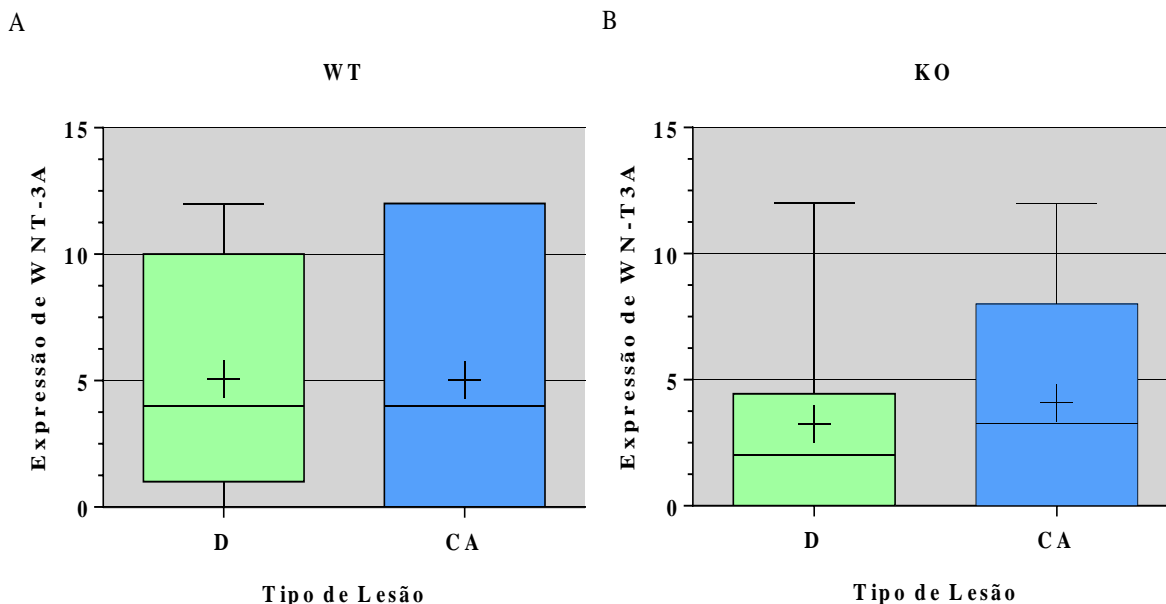 A
WT
Expressão de WNT-3A
15
10
5
0
D
CA
Tipo de Lesão
B
KO
Expressão de WN-T3A
15
10
5
0
D
CA
Tipo de Lesão